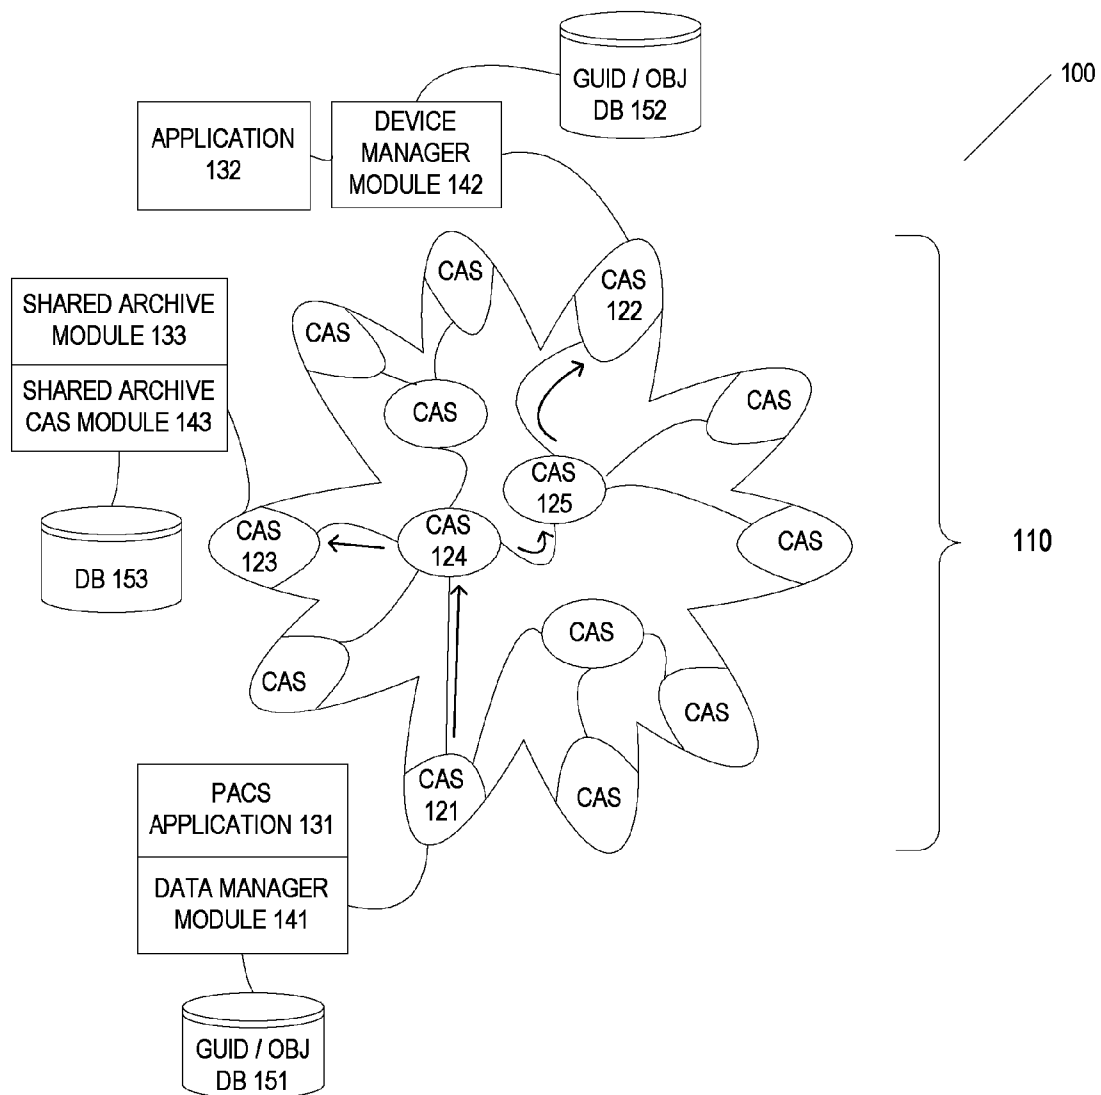 GUID / OBJ
DB 152
100
APPLICATION
132
DEVICE
MANAGER
MODULE 142
CAS
CAS
122
SHARED ARCHIVE
MODULE 133
CAS
SHARED ARCHIVE
CAS MODULE 143
CAS
CAS
CAS
125
CAS
123
CAS
124
CAS
110
DB 153
CAS
CAS
CAS
CAS
121
CAS
PACS
APPLICATION 131
DATA MANAGER
MODULE 141
GUID / OBJ
DB 151